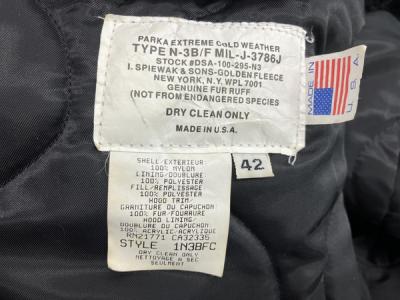 PARKA EXTREME COLD WEATHER
TYPE N-3B/F MIL-J-3786J
STOCK #DSA-100-295-N3
I. SPIEWAK & SONS-GOLDEN FLEECE
NEW YORK, N.Y. WPL 7001
GENUINE FUR RUFF
(NOT FROM ENDANGERED SPECIES
DRY CLEAN ONLY
MADE IN U.S.A.
MADE IN
U.S.A.
42
SHELL/EXTERIEUR
100% NYLON
LINING/DOUBLURE
100% POLYESTER
FILL/REMPLISSAGE
100% POLYESTER
HOOD TRIM/
GARNITURE DU CAPUCHON
100% FUR/FOURRURE
HOOD LINING/
DOUBLURE DU CAPUCHON
100% ACRYLIC-ACRYLIQUE
RN21771 CA32335
STYLE 1N3BFC
DRY CLEAN ONLY
NETTOYAGE A SEC
SEULMENT